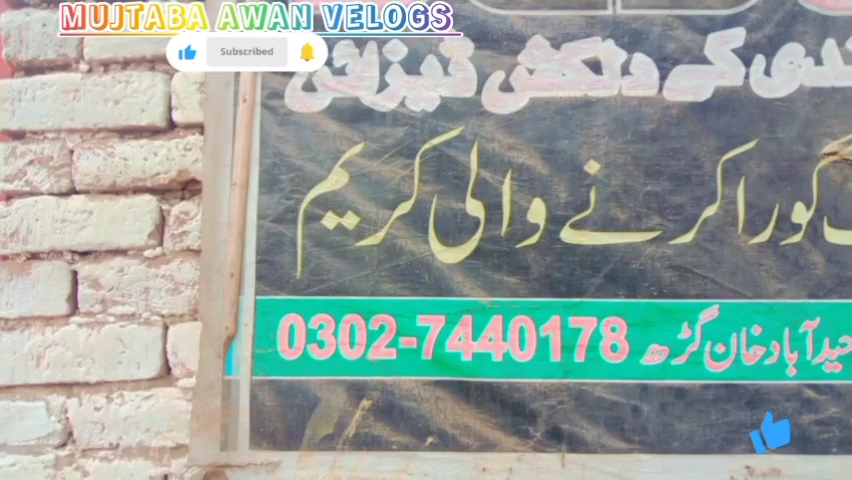 MUJTABA AWAN VELOGS
Subscribed
کے دلکش ڈیزائن
گورا کرنے والی کریم
0302-7440178 آباد خان گڑھ